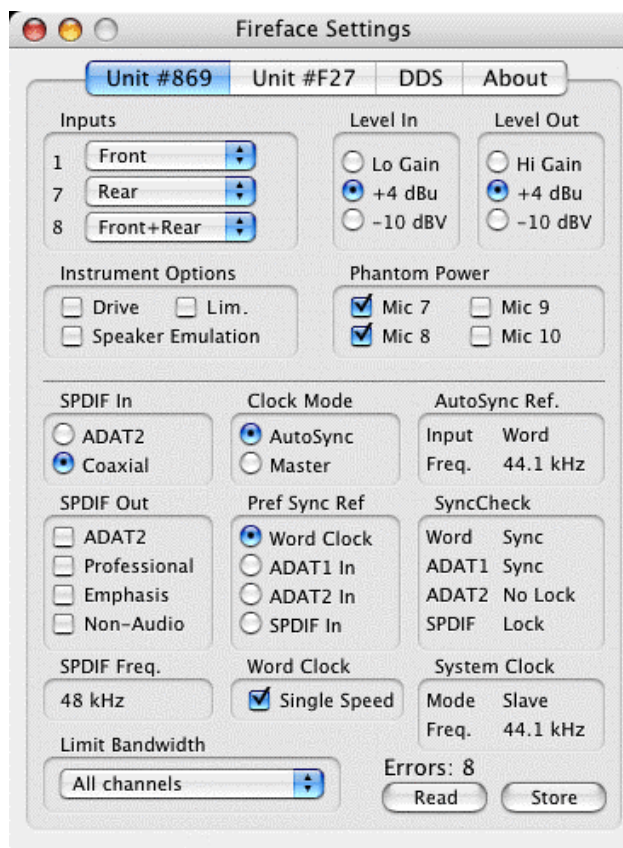 Fireface Settings
Unit #869 Unit #F27 DDS About
Inputs Level In Level Out
1 Front
7 Rear
8 Front+Rear
Lo Gain
+4 dBu
-10 dBV
Hi Gain
+4 dBu
-10 dBV
Instrument Options
Drive Lim.
Speaker Emulation
Phantom Power
Mic 7 Mic 9
Mic 8 Mic 10
SPDIF In
ADAT2
Coaxial
Clock Mode
AutoSync
Master
AutoSync Ref.
Input Word
Freq. 44.1 kHz
SPDIF Out
ADAT2
Professional
Emphasis
Non-Audio
Pref Sync Ref
Word Clock
ADAT1 In
ADAT2 In
SPDIF In
SyncCheck
Word Sync
ADAT1 Sync
ADAT2 No Lock
SPDIF Lock
SPDIF Freq.
48 kHz
Word Clock
Single Speed
System Clock
Mode Slave
Freq. 44.1 kHz
Limit Bandwidth
All channels
Errors: 8
Read Store